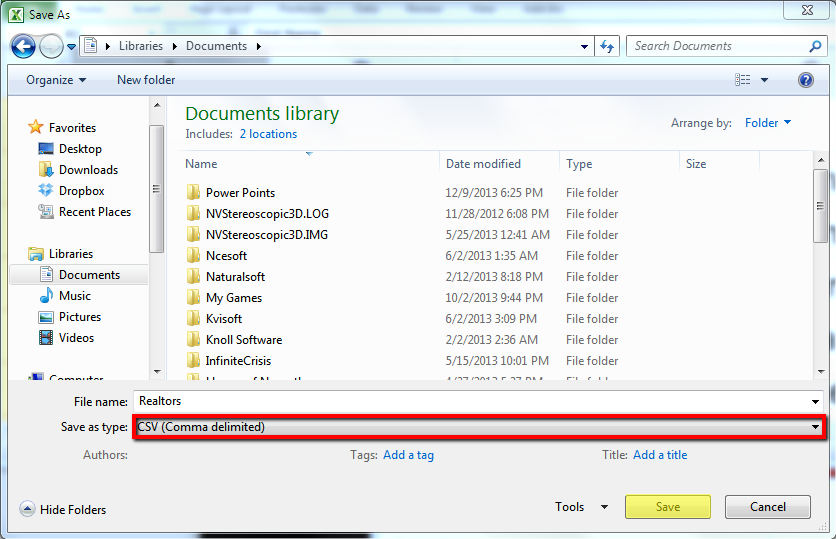 Save As
Libraries Documents Search Documents
Organize New folder
Documents library
Includes: 2 locations
Arrange by: Folder
Name Date modified Type Size
Favorites
Desktop
Downloads
Dropbox
Recent Places
Libraries
Documents
Music
Pictures
Videos
Computer
Power Points 12/9/2013 6:25 PM File folder
NVStereoscopic3D.LOG 11/28/2012 6:08 PM File folder
NVStereoscopic3D.IMG 5/25/2013 12:41 AM File folder
Ncesoft 6/2/2013 1:35 AM File folder
Naturalsoft 2/12/2013 8:18 PM File folder
My Games 10/2/2013 9:44 PM File folder
Kvisoft 6/2/2013 3:09 PM File folder
Knoll Software 2/2/2013 2:36 AM File folder
InfiniteCrisis 5/15/2013 10:01 PM File folder
File folder
File name: Realtors
Save as type: CSV (Comma delimited)
Authors: Tags: Add a tag Title: Add a title
Hide Folders Tools Save Cancel